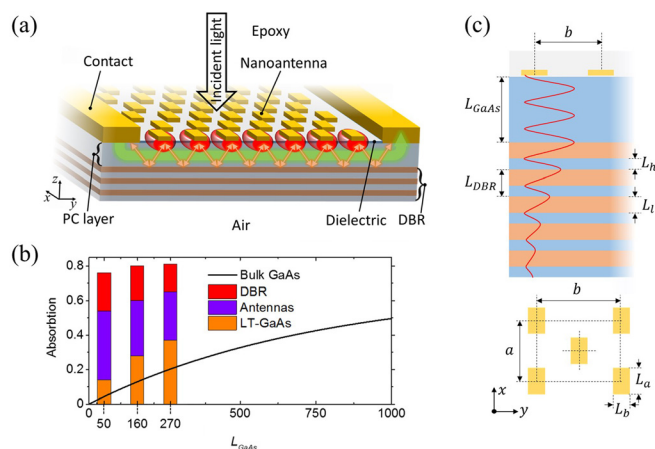 (a)
Epoxy
Contact
Incident light
Nanoantenna
z
x
y
PC layer
Air
Dielectric
DBR
(b)
Absorbtion
0.8
0.6
0.4
0.2
0.0
Bulk GaAs
DBR
Antennas
LT-GaAs
0
50
160
270
500
750
1000
L_GaAs
(c)
b
L_GaAs
L_h
L_DBR
L_l
b
a
L_a
L_b
x
y